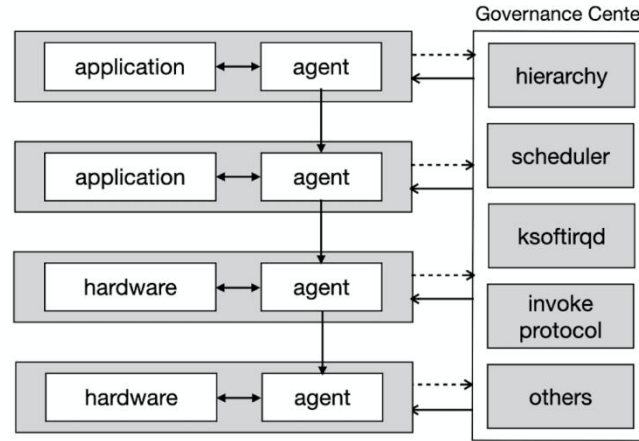 Governance Cente
application
agent
hierarchy
application
agent
scheduler
ksoftirqd
hardware
agent
invoke
protocol
hardware
agent
others